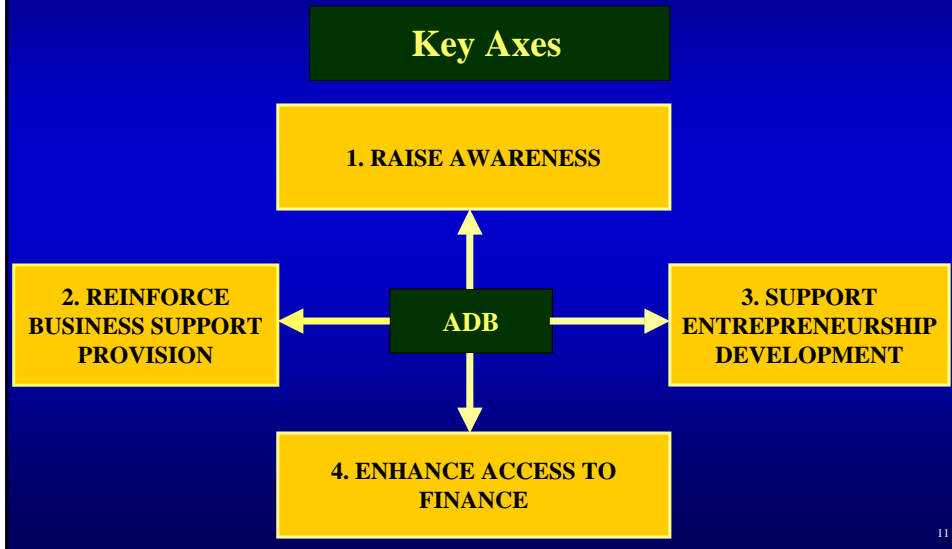 Key Axes
1. RAISE AWARENESS
2. REINFORCE
BUSINESS SUPPORT
PROVISION
ADB
3. SUPPORT
ENTREPRENEURSHIP
DEVELOPMENT
4. ENHANCE ACCESS TO
FINANCE
11